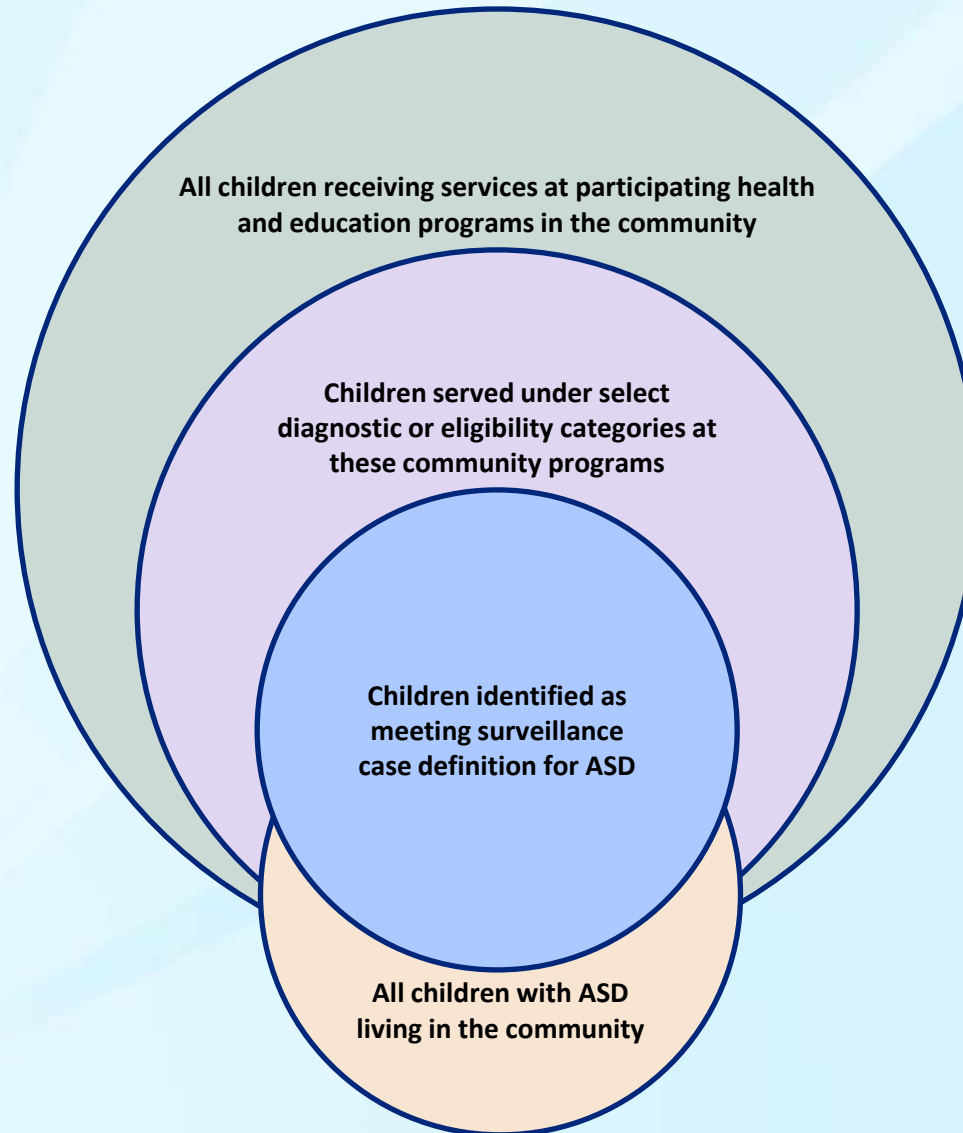 All children receiving services at participating health
and education programs in the community
Children served under select
diagnostic or eligibility categories at
these community programs
Children identified as
meeting surveillance
case definition for ASD
All children with ASD
living in the community